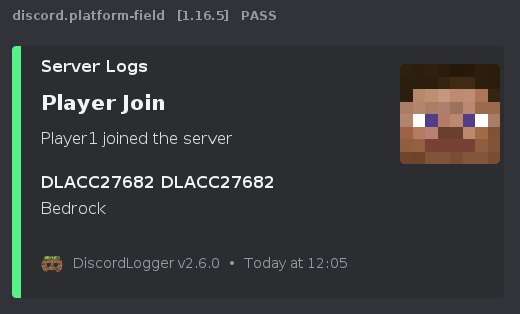 discord.platform-field [1.16.5] PASS
Server Logs
Player Join
Player1 joined the server
DLACC27682 DLACC27682
Bedrock
DiscordLogger v2.6.0 • Today at 12:05